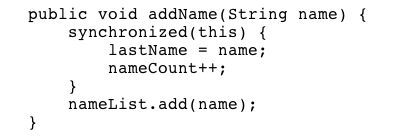 public void addName(String name) {
    synchronized(this) {
        lastName = name;
        nameCount++;
    }
    nameList.add(name);
}